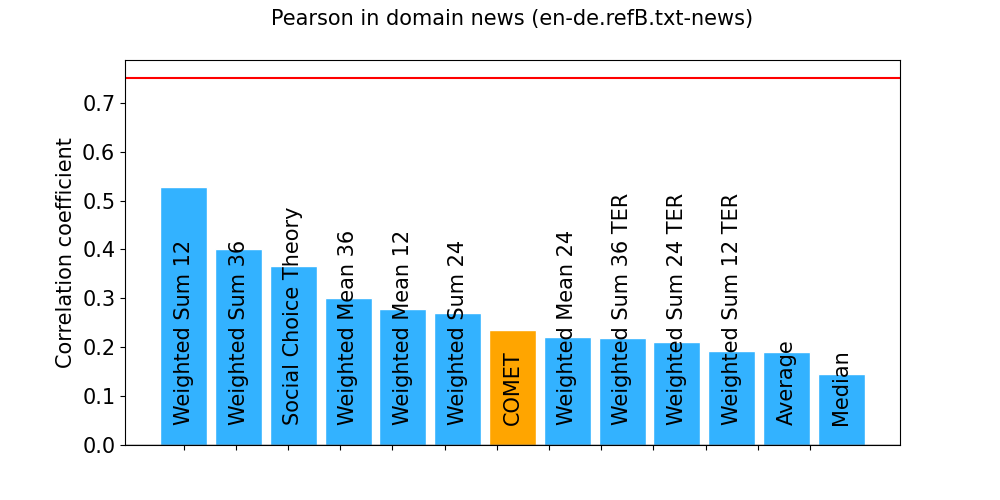 Pearson in domain news (en-de.refB.txt-news)
Correlation coefficient
0.7
0.6
0.5
0.4
0.3
0.2
0.1
0.0
Weighted Sum 12
Weighted Sum 36
Social Choice Theory
Weighted Mean 36
Weighted Mean 12
Weighted Sum 24
COMET
Weighted Mean 24
Weighted Sum 36 TER
Weighted Sum 24 TER
Weighted Sum 12 TER
Average
Median